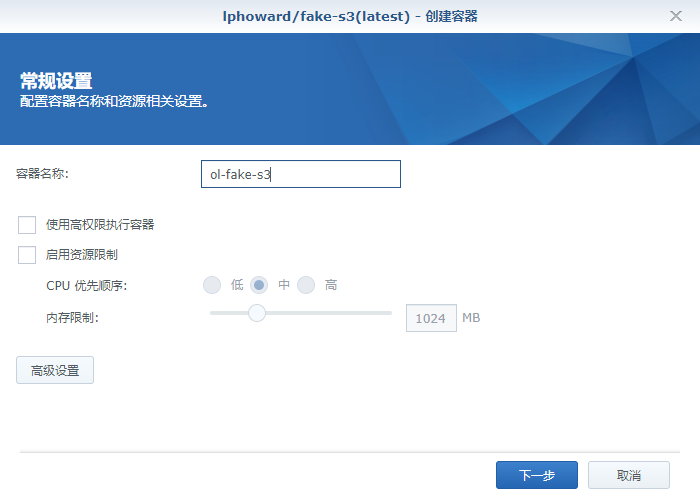 lphoward/fake-s3(latest) - 创建容器
常规设置
配置容器名称和资源相关设置。
容器名称:
ol-fake-s3
使用高权限执行容器
启用资源限制
CPU 优先顺序:
低 中 高
内存限制:
1024 MB
高级设置
下一步 取消